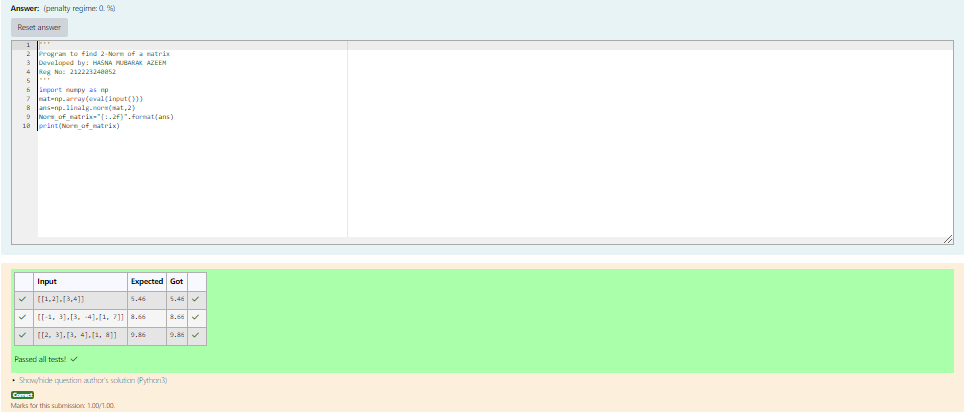 Answer: (penalty regime: 0, %)
Reset answer
1 '''
2 Program to find 2-Norm of a matrix
3 Developed by: HASNA MUBARAK AZEEM
4 Reg No: 212223240052
5 '''
6 import numpy as np
7 mat=np.array(eval(input()))
8 ans=np.linalg.norm(mat,2)
9 Norm_of_matrix="{:.2f}".format(ans)
10 print(Norm_of_matrix)
Input Expected Got
✓ [[1,2],[3,4]] 5.46 5.46 ✓
✓ [[-1, 3],[3, -4],[1, 7]] 8.66 8.66 ✓
✓ [[2, 3],[3, 4],[1, 8]] 9.86 9.86 ✓
Passed all tests! ✓
• Show/hide question author's solution (Python3)
Correct
Marks for this submission: 1.00/1.00.